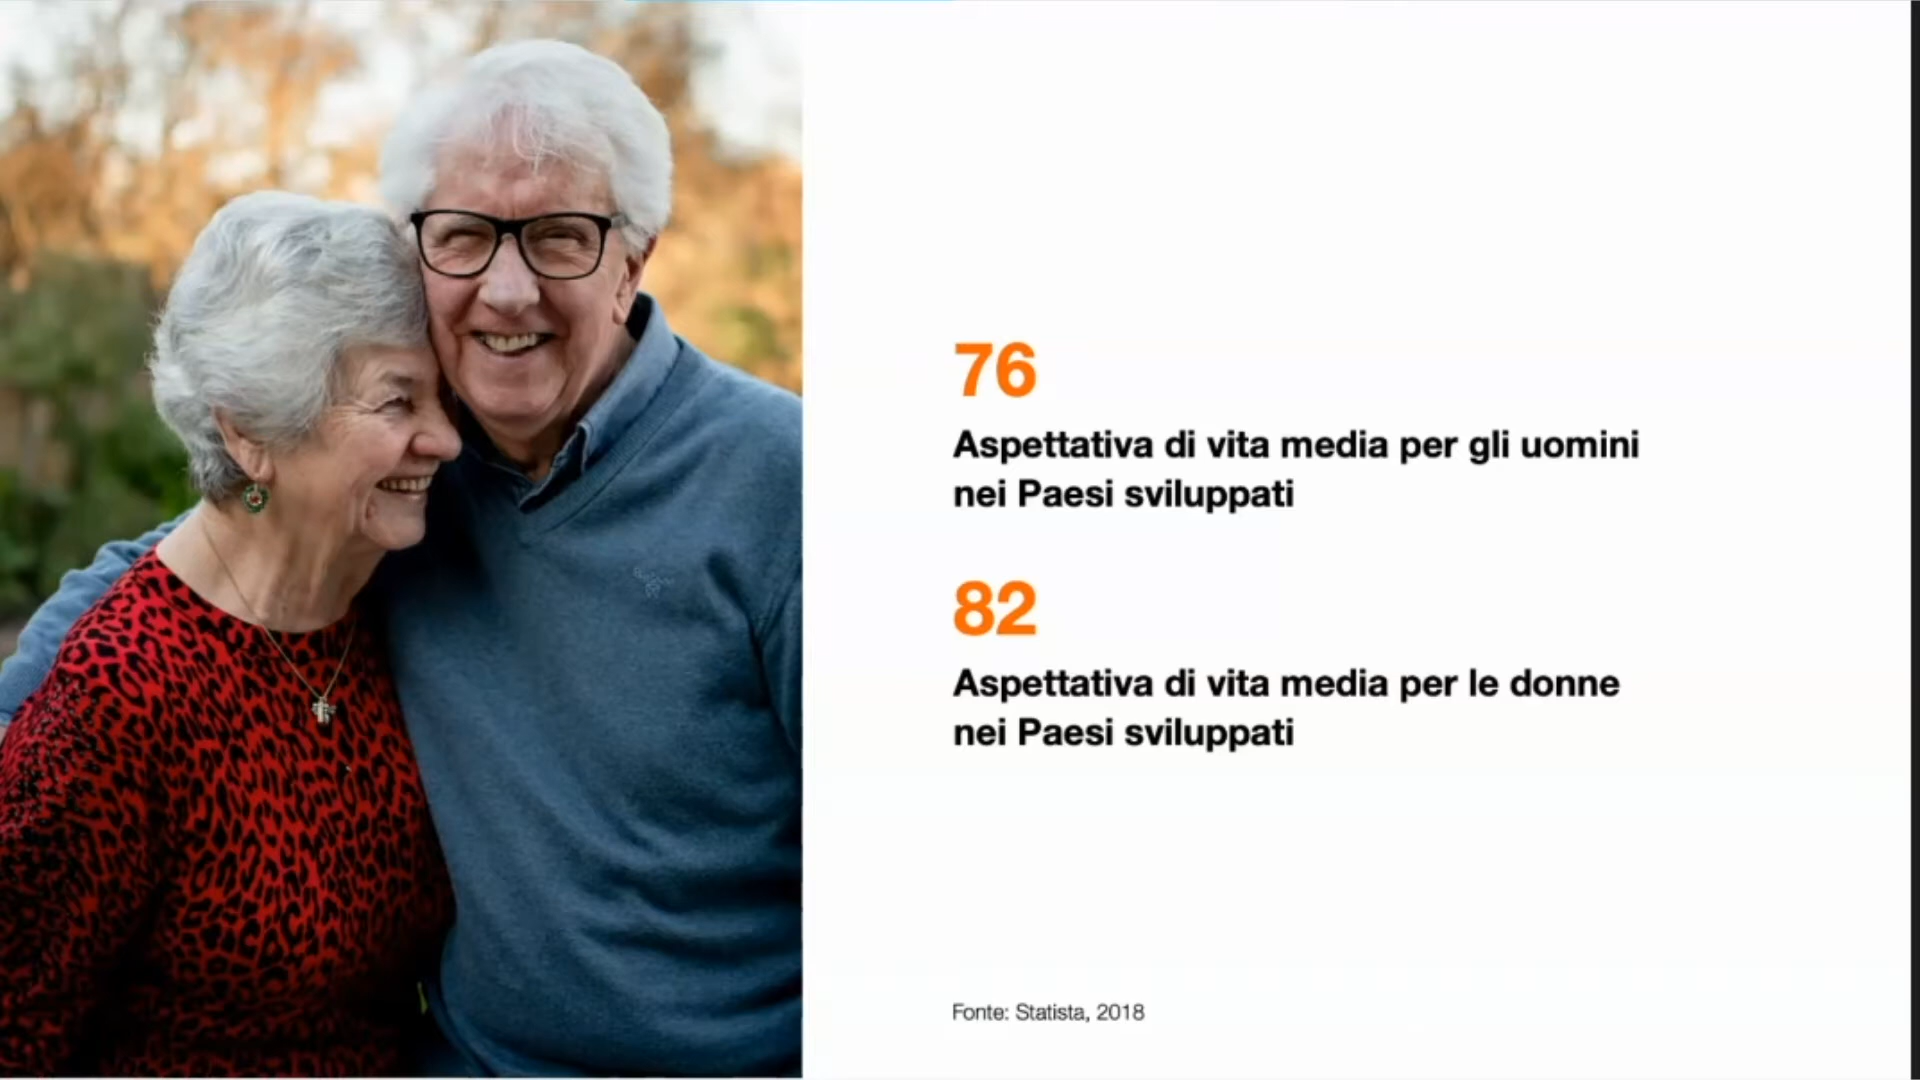 76
Aspettativa di vita media per gli uomini
nei Paesi sviluppati
82
Aspettativa di vita media per le donne
nei Paesi sviluppati
Fonte: Statista, 2018